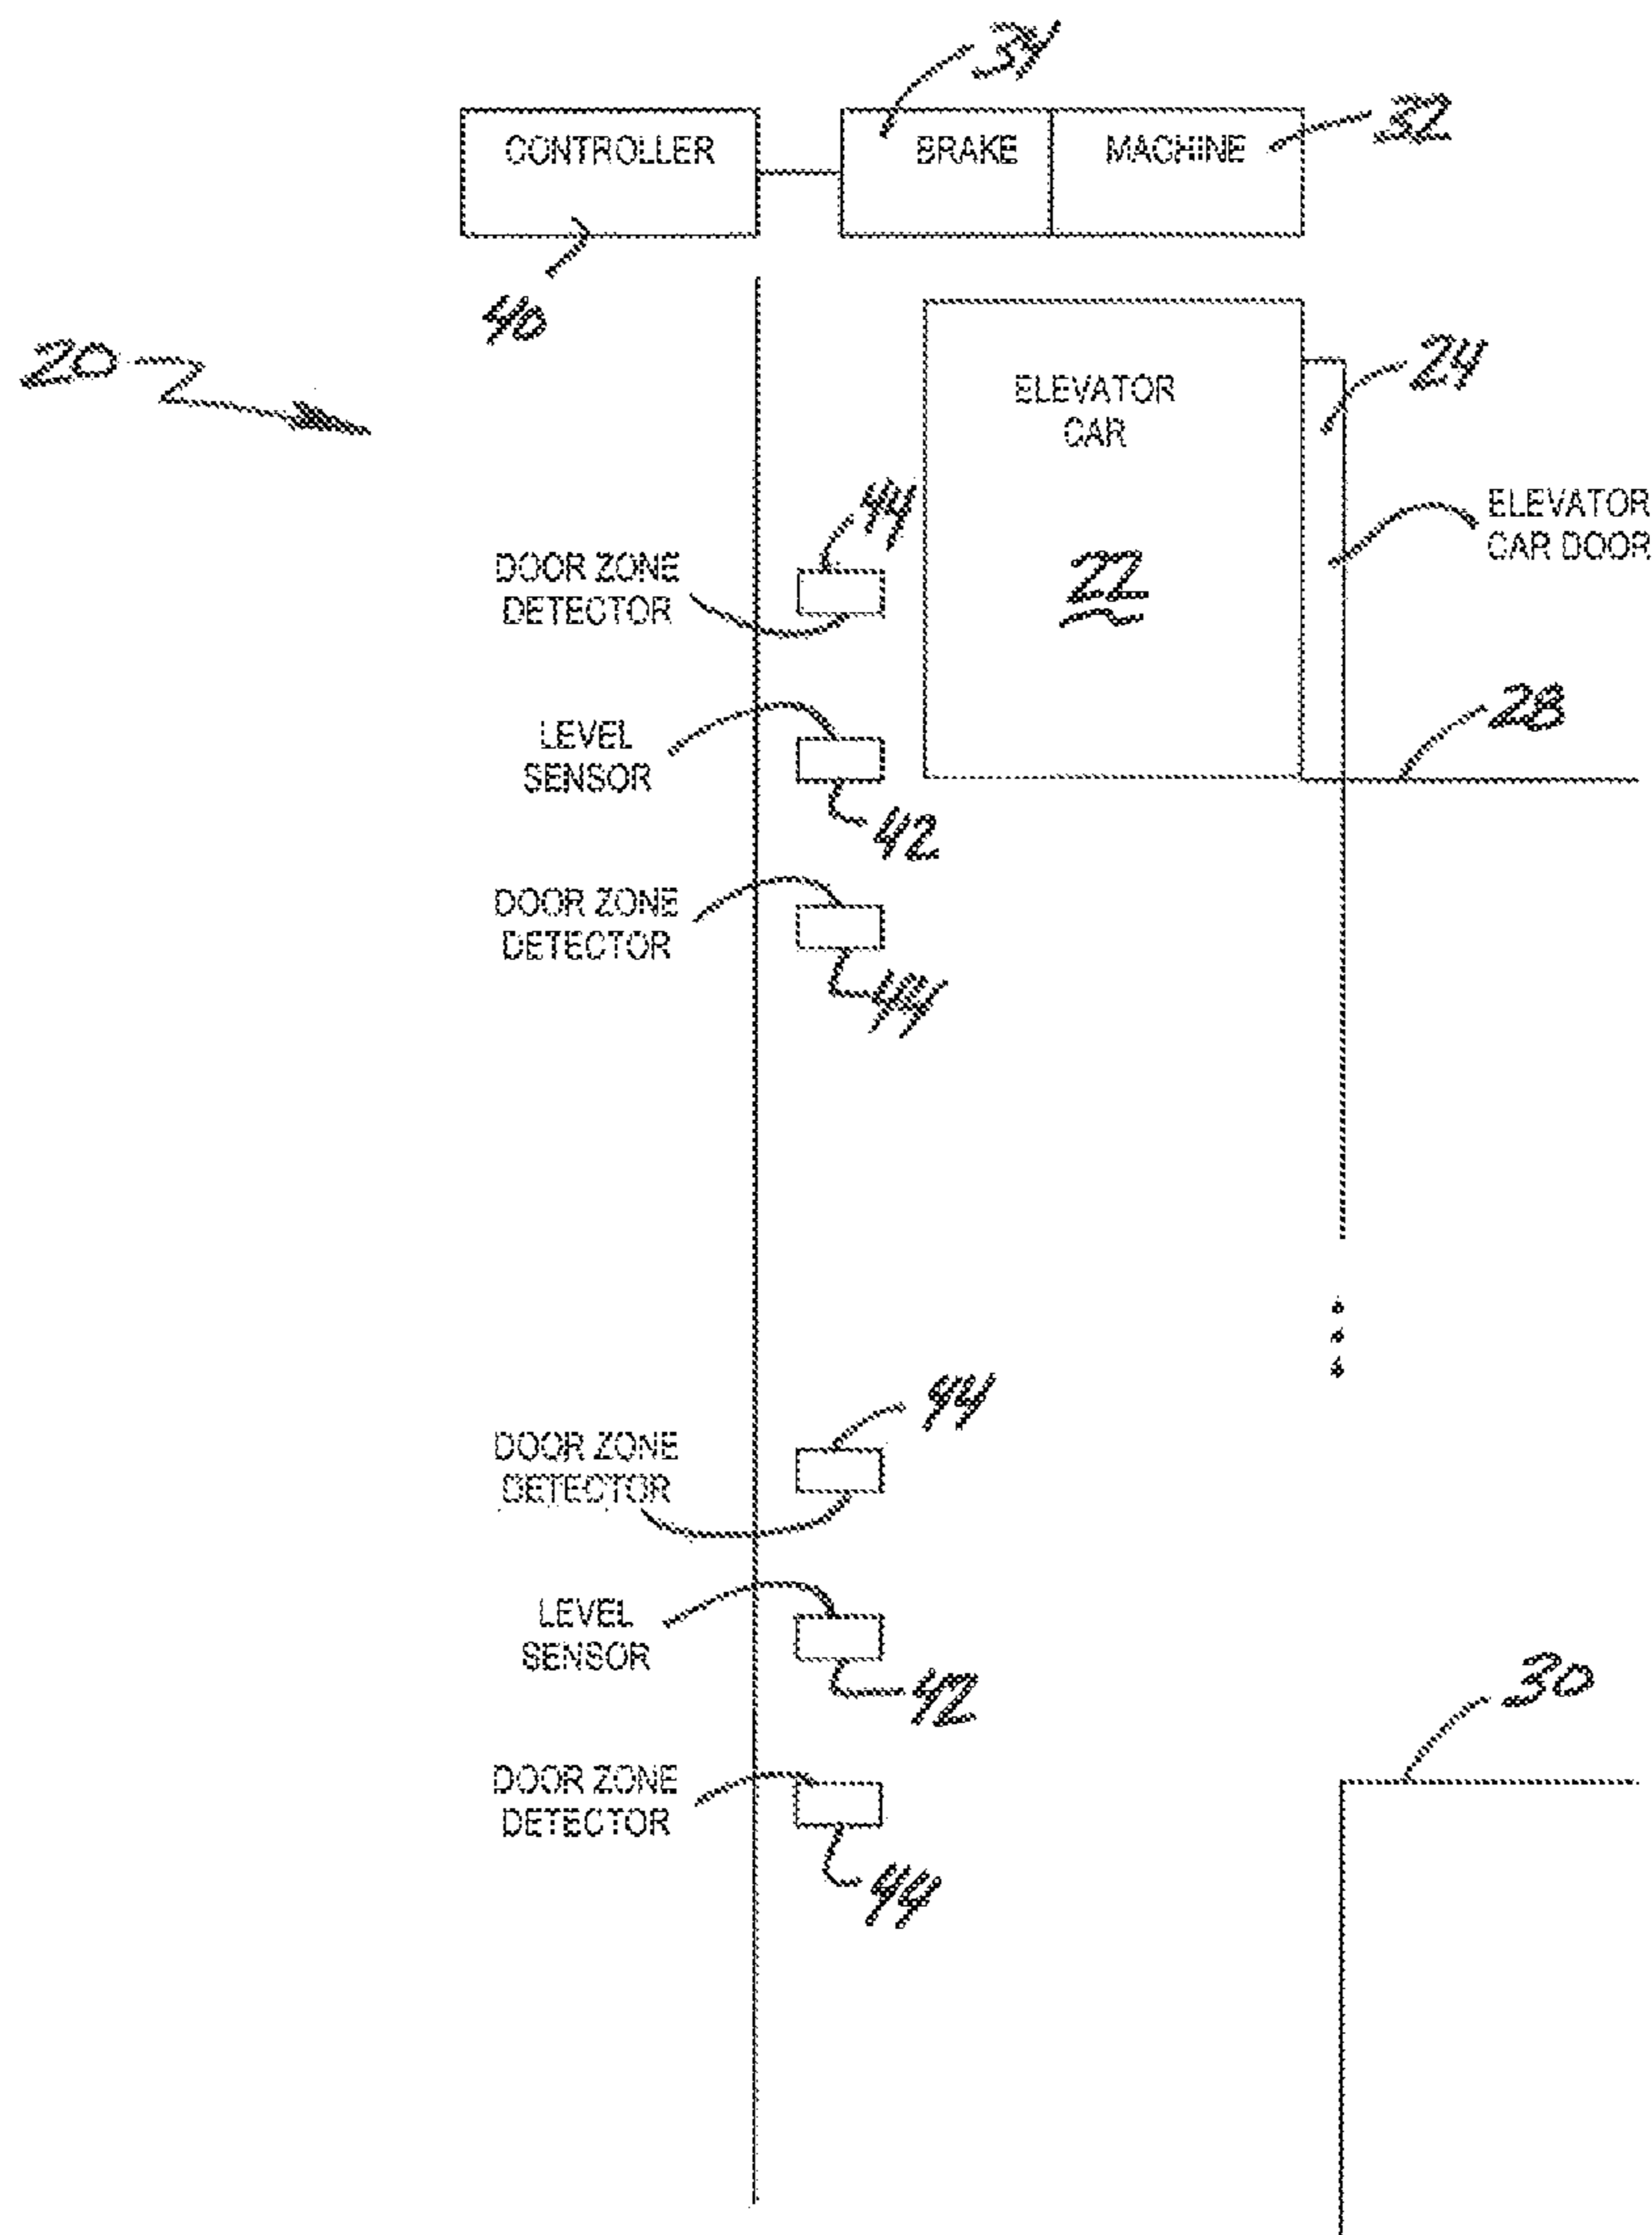 34
CONTROLLER
BRAKE
MACHINE
32
40
20
ELEVATOR
CAR
24
ELEVATOR
CAR DOOR
44
DOOR ZONE
DETECTOR
22
28
LEVEL
SENSOR
42
DOOR ZONE
DETECTOR
44
44
DOOR ZONE
DETECTOR
LEVEL
SENSOR
42
30
DOOR ZONE
DETECTOR
44